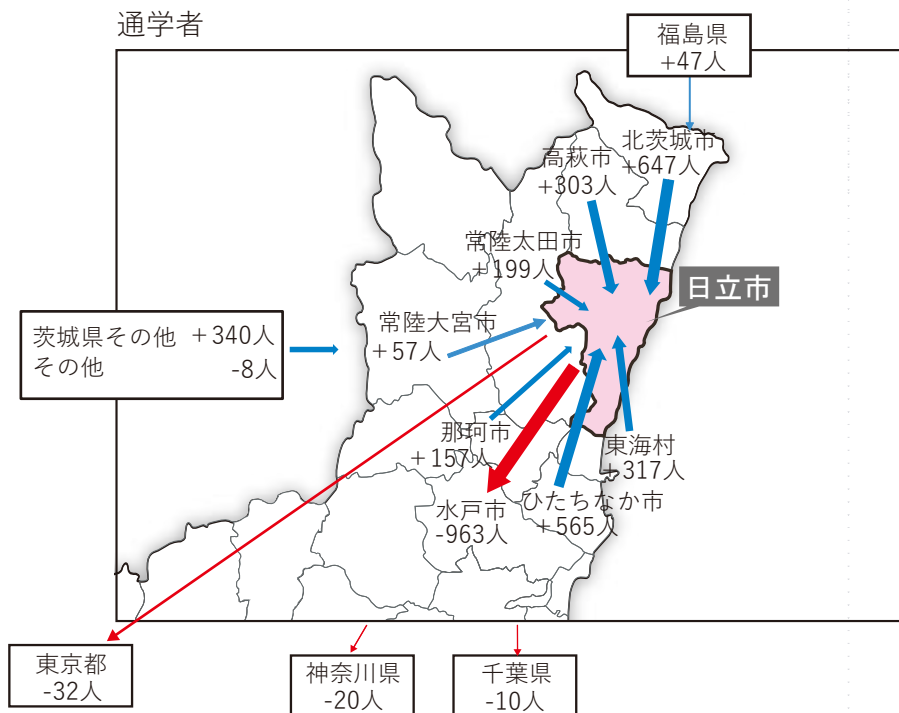 通学者
福島県
+47人
北茨城市
+647人
高萩市
+303人
常陸太田市
+199人
日立市
茨城県その他 +340人
その他 -8人
常陸大宮市
+57人
那珂市
+157人
東海村
+317人
水戸市
-963人
ひたちなか市
+565人
東京都
-32人
神奈川県
-20人
千葉県
-10人